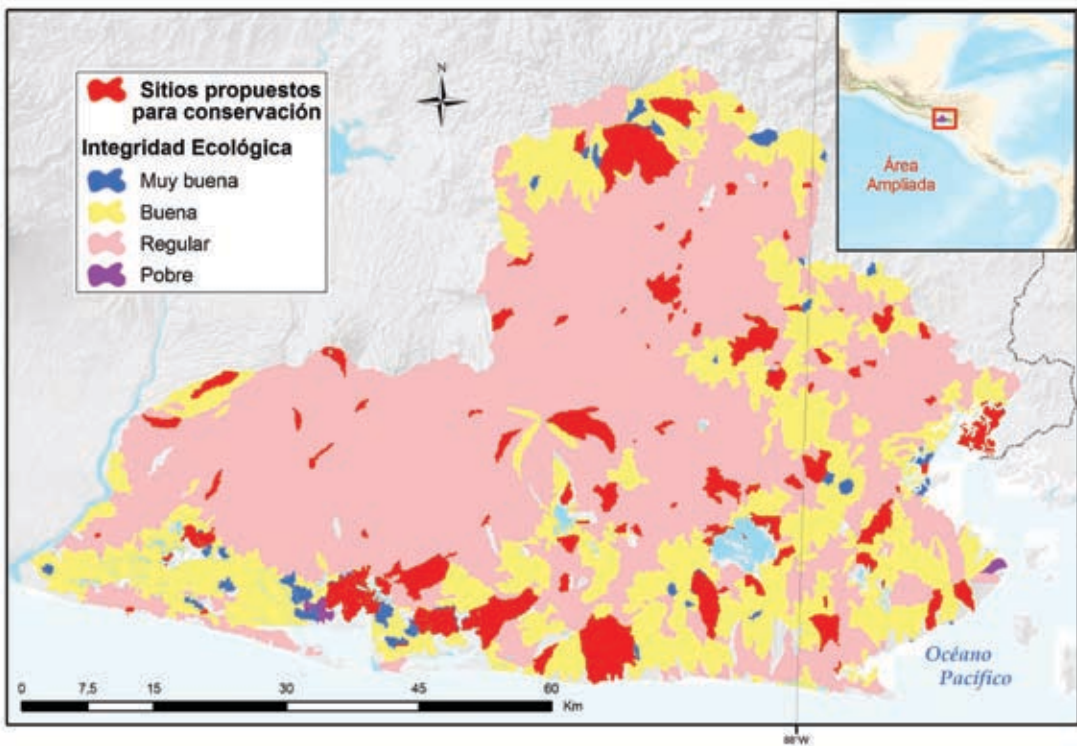 Sitios propuestos
para conservación
Integridad Ecológica
Muy buena
Buena
Regular
Pobre
N
Área
Ampliada
Océano
Pacífico
0 7,5 15 30 45 60
Km
88°W